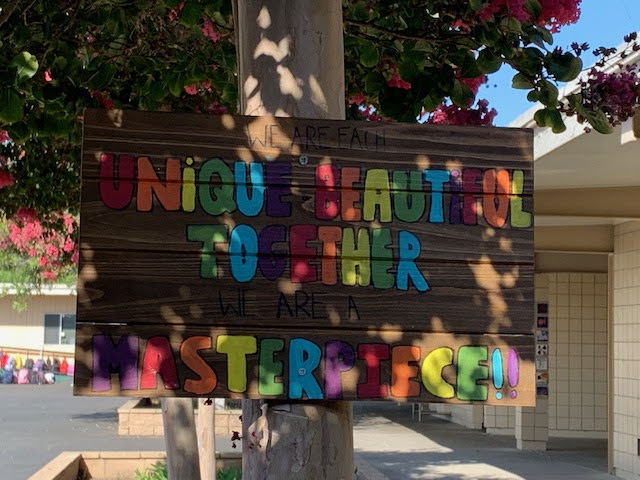 WE ARE EACH
UNiQUE BEAUTIFUL
TOGETHER
WE ARE A
MASTERPIECE!!